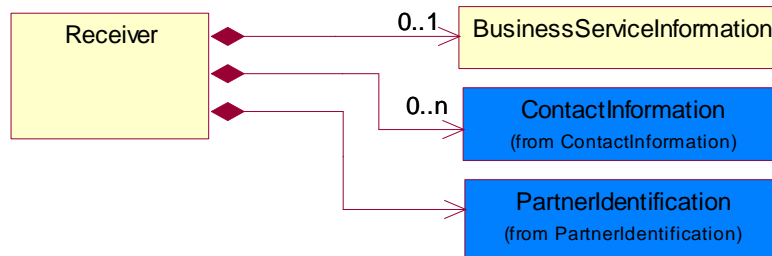 Receiver
0..1
BusinessServiceInformation
0..n
ContactInformation
(from ContactInformation)
PartnerIdentification
(from PartnerIdentification)